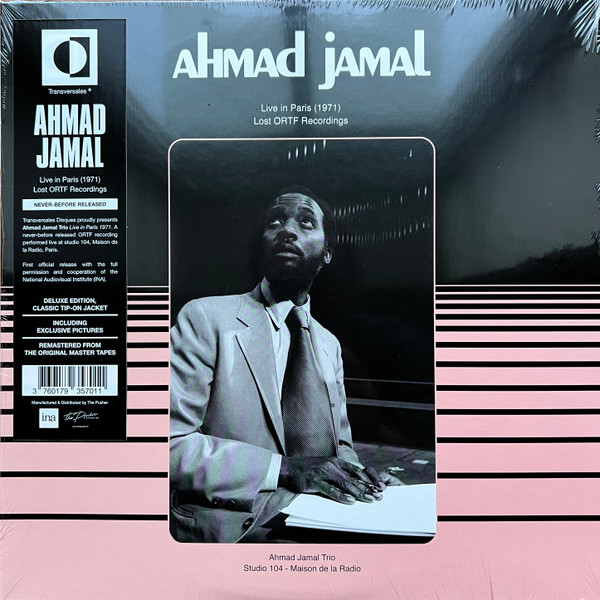 Transversales ®
AHMAD
JAMAL
Live in Paris (1971)
Lost ORTF Recordings
NEVER-BEFORE RELEASED
Transversales Disques proudly presents
Ahmad Jamal Trio Live in Paris 1971. A
never-before released ORTF recording
performed live at studio 104, Maison de
la Radio, Paris.
First official release with the full
permission and cooperation of the
National Audiovisual Institute (INA).
DELUXE EDITION,
CLASSIC TIP-ON JACKET
INCLUDING
EXCLUSIVE PICTURES
REMASTERED FROM
THE ORIGINAL MASTER TAPES
3 760179 357011
Manufactured & Distributed by The Pusher
ina
The Pusher
aHMad jaMaL
Live in Paris (1971)
Lost ORTF Recordings
Ahmad Jamal Trio
Studio 104 - Maison de la Radio